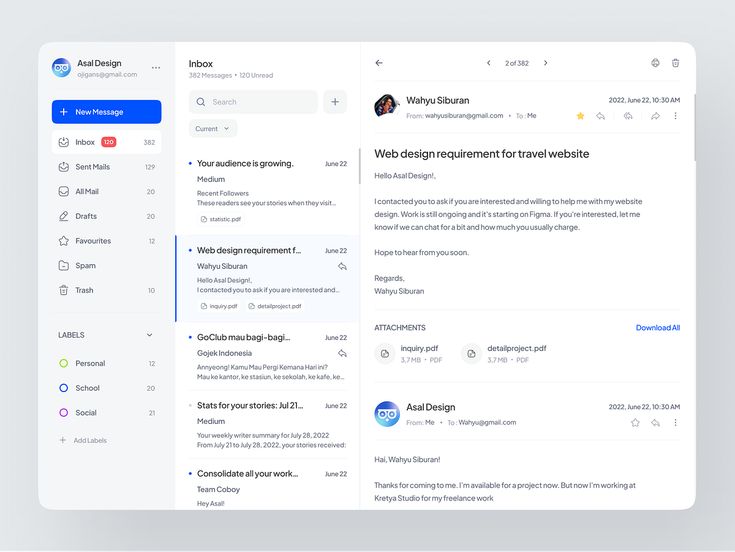 Asal Design
ojigans@gmail.com
New Message
Inbox 120 382
Sent Mails 129
All Mail 20
Drafts 20
Favourites 12
Spam
Trash 10
LABELS
Personal 12
School 20
Social 21
Add Labels
Inbox
382 Messages • 120 Unread
Search
Current
Your audience is growing. June 22
Medium
Recent Followers
These readers see your stories when they visit...
statistic.pdf
Web design requirement f... June 22
Wahyu Siburan
Hello Asal Design!,
I contacted you to ask if you are interested and...
inquiry.pdf detailproject.pdf
GoClub mau bagi-bagi... June 22
Gojek Indonesia
Annyeong! Kamu Mau Pergi Kemana Hari ini?
Mau ke kantor, ke stasiun, ke sekolah, ke kafe, ke...
Stats for your stories: Jul 21... June 22
Medium
Your weekly writer summary for July 28, 2022
From July 21 to July 28, 2022, your stories received:
Consolidate all your work... June 22
Team Coboy
Hey Asal!
2 of 382
Wahyu Siburan 2022, June 22, 10:30 AM
From: wahyusiburan@gmail.com • To : Me
Web design requirement for travel website
Hello Asal Design!,
I contacted you to ask if you are interested and willing to help me with my website
design. Work is still ongoing and it's starting on Figma. If you're interested, let me
know if we can chat for a bit and how much you usually charge.
Hope to hear from you soon.
Regards,
Wahyu Siburan
ATTACHMENTS Download All
inquiry.pdf
3,7 MB • PDF
detailproject.pdf
3,7 MB • PDF
Asal Design 2022, June 22, 10:30 AM
From: Me • To : Wahyu@gmail.com
Hai, Wahyu Siburan!
Thanks for coming to me. I'm available for a project now. But now I'm working at
Kretya Studio for my freelance work